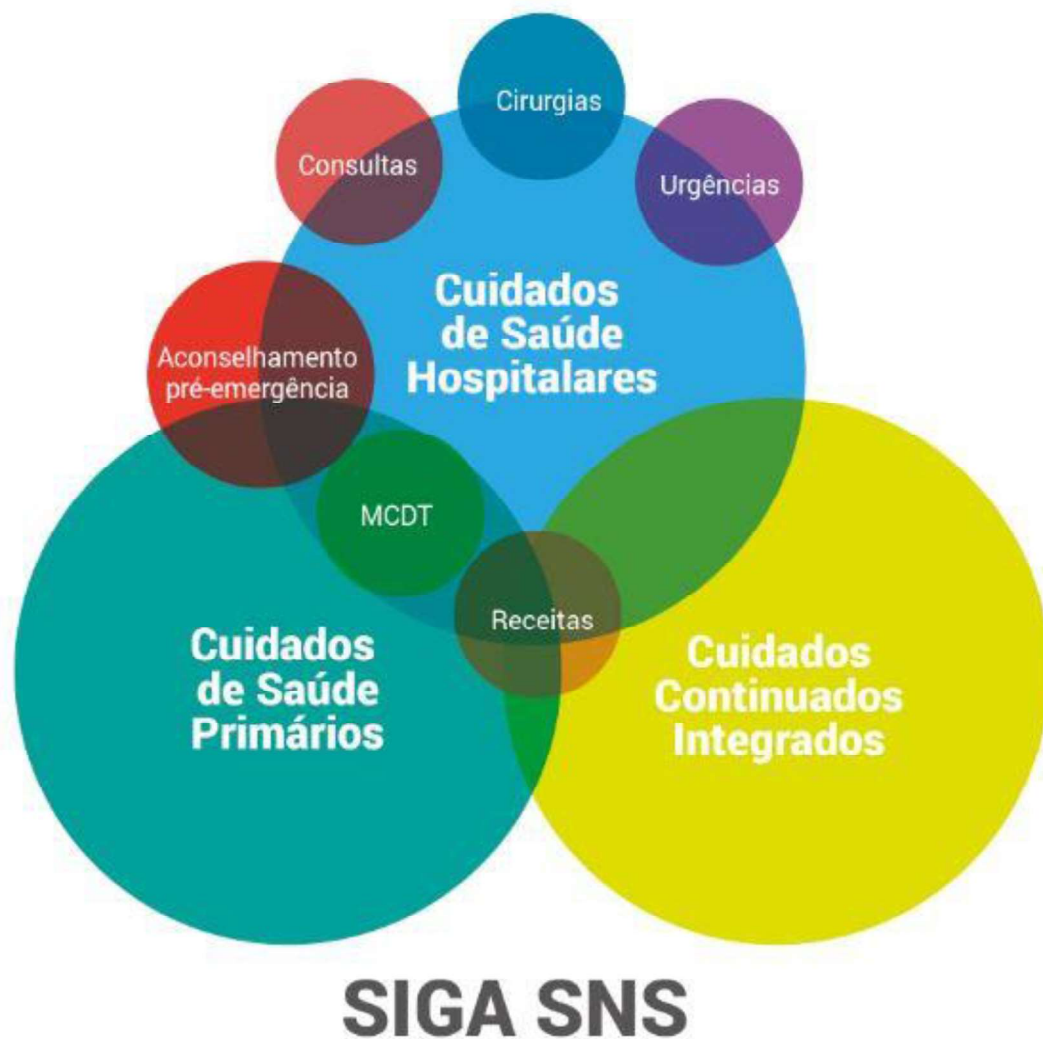 Cirurgias
Consultas
Urgências
Cuidados
de Saúde
Hospitalares
Aconselhamento
pré-emergência
MCDT
Receitas
Cuidados
de Saúde
Primários
Cuidados
Continuados
Integrados
SIGA SNS